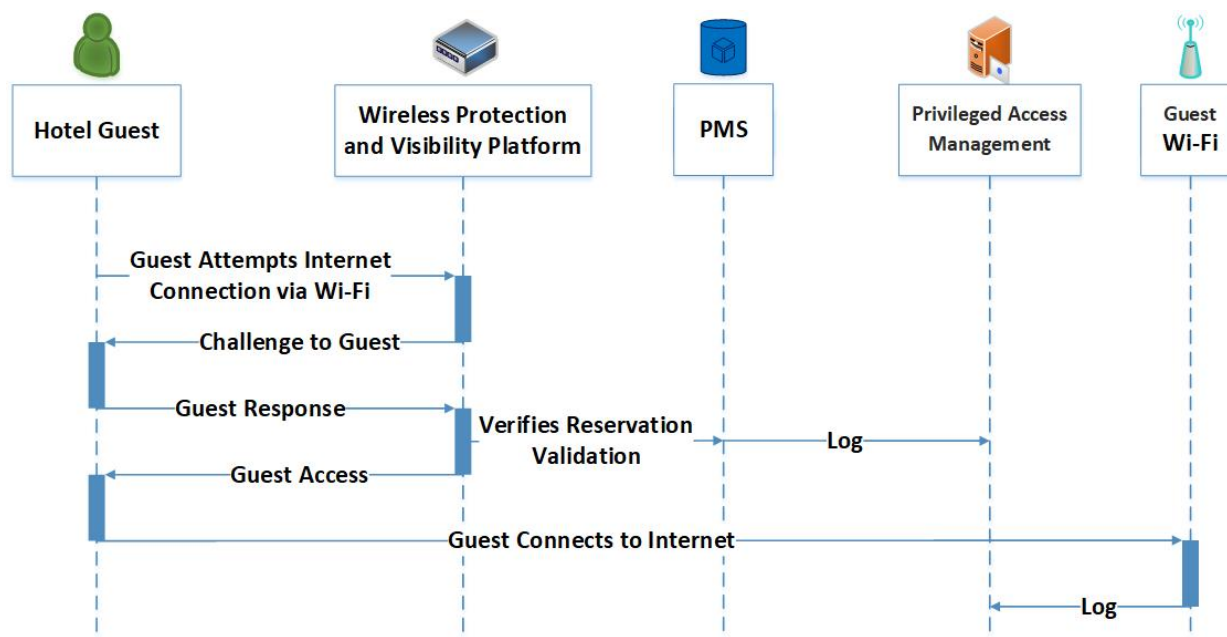 Hotel Guest
Wireless Protection
and Visibility Platform
PMS
Privileged Access
Management
Guest
Wi-Fi
Guest Attempts Internet
Connection via Wi-Fi
Challenge to Guest
Guest Response
Verifies Reservation
Validation
Log
Guest Access
Guest Connects to Internet
Log